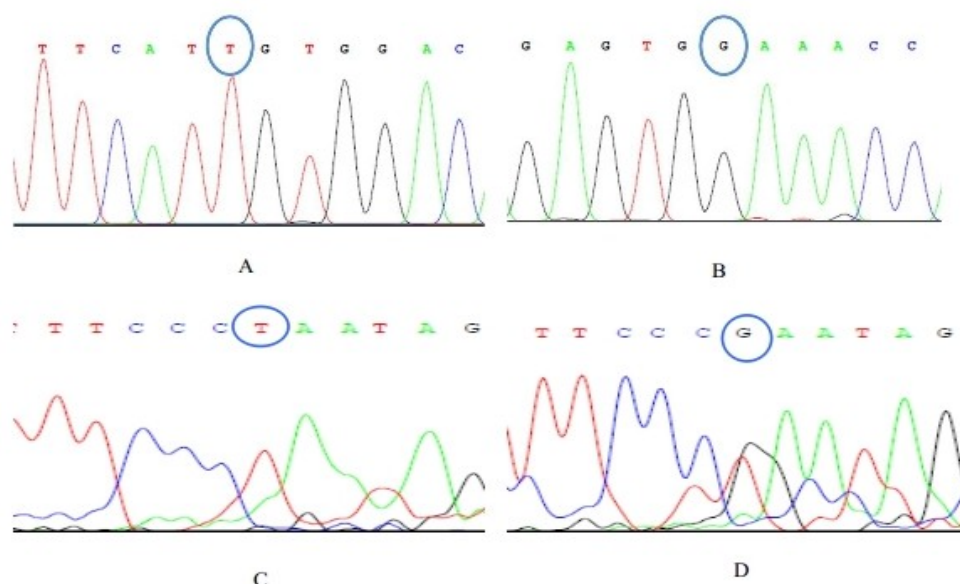 T T C A T T G T G G A C
G A G T G G A A A C C
A
B
T T C C C T A A T A G
T T C C C G A A T A G
C
D